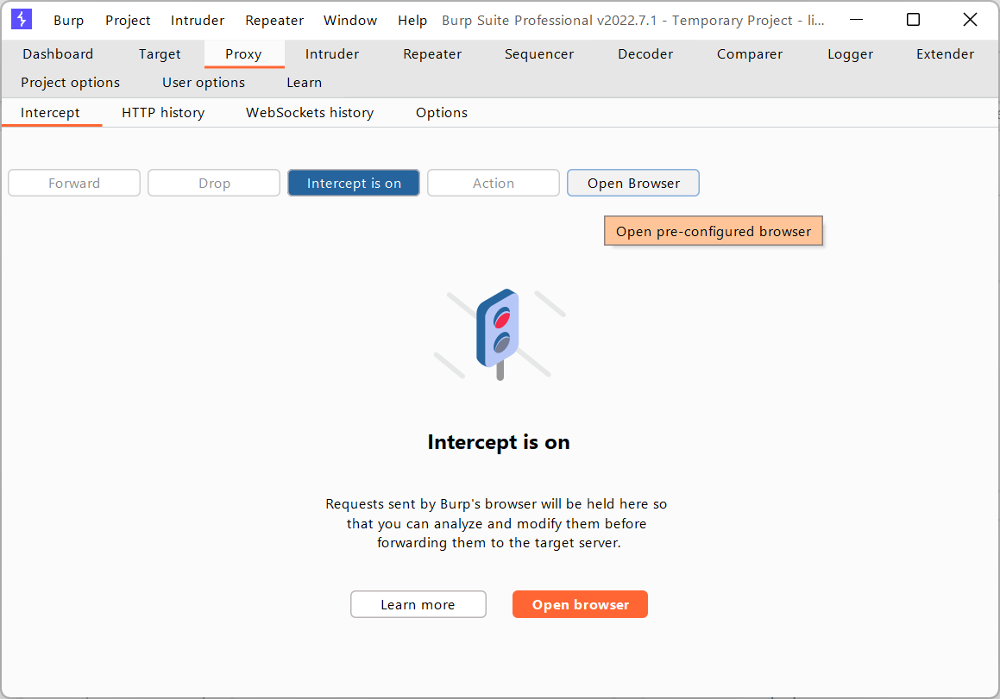 Burp Project Intruder Repeater Window Help Burp Suite Professional v2022.7.1 - Temporary Project - li...
Dashboard Target Proxy Intruder Repeater Sequencer Decoder Comparer Logger Extender
Project options User options Learn
Intercept HTTP history WebSockets history Options
Forward Drop Intercept is on Action Open Browser
Open pre-configured browser
Intercept is on
Requests sent by Burp's browser will be held here so
that you can analyze and modify them before
forwarding them to the target server.
Learn more Open browser